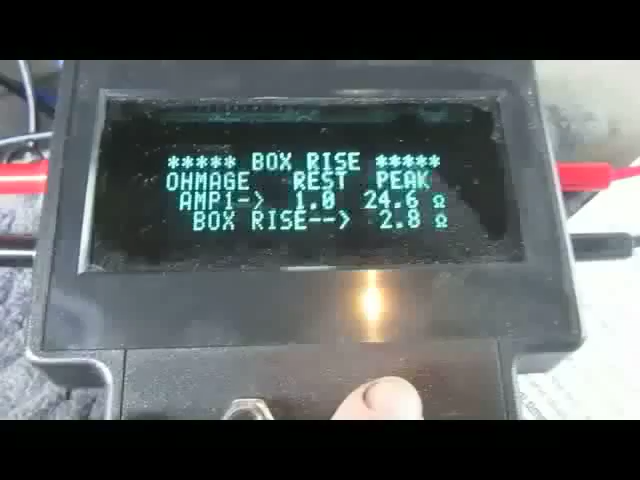 ***** BOX RISE *****
OHMAGE REST PEAK
AMP1-> 1.0 24.6 Ω
BOX RISE--> 2.8 Ω